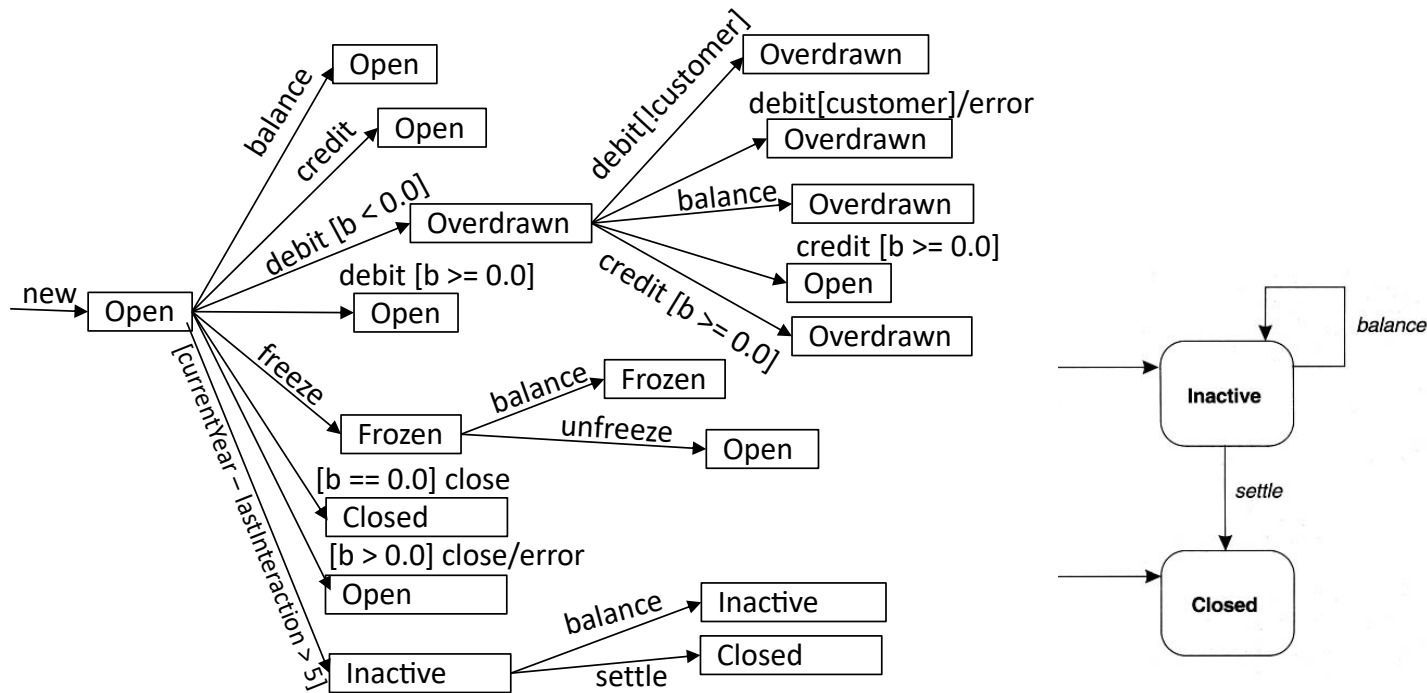 Open
balance
Open
credit
debit [b < 0.0]
Overdrawn
debit[!customer]
Overdrawn
debit[customer]/error
Overdrawn
balance
Overdrawn
credit [b >= 0.0]
Open
credit [b >= 0.0]
Overdrawn
debit [b >= 0.0]
Open
new
Open
freeze
Frozen
balance
Frozen
unfreeze
Open
[b == 0.0] close
Closed
[b > 0.0] close/error
Open
[currentYear – lastInteraction > 5]
Inactive
balance
Inactive
settle
Closed
balance
Inactive
settle
Closed